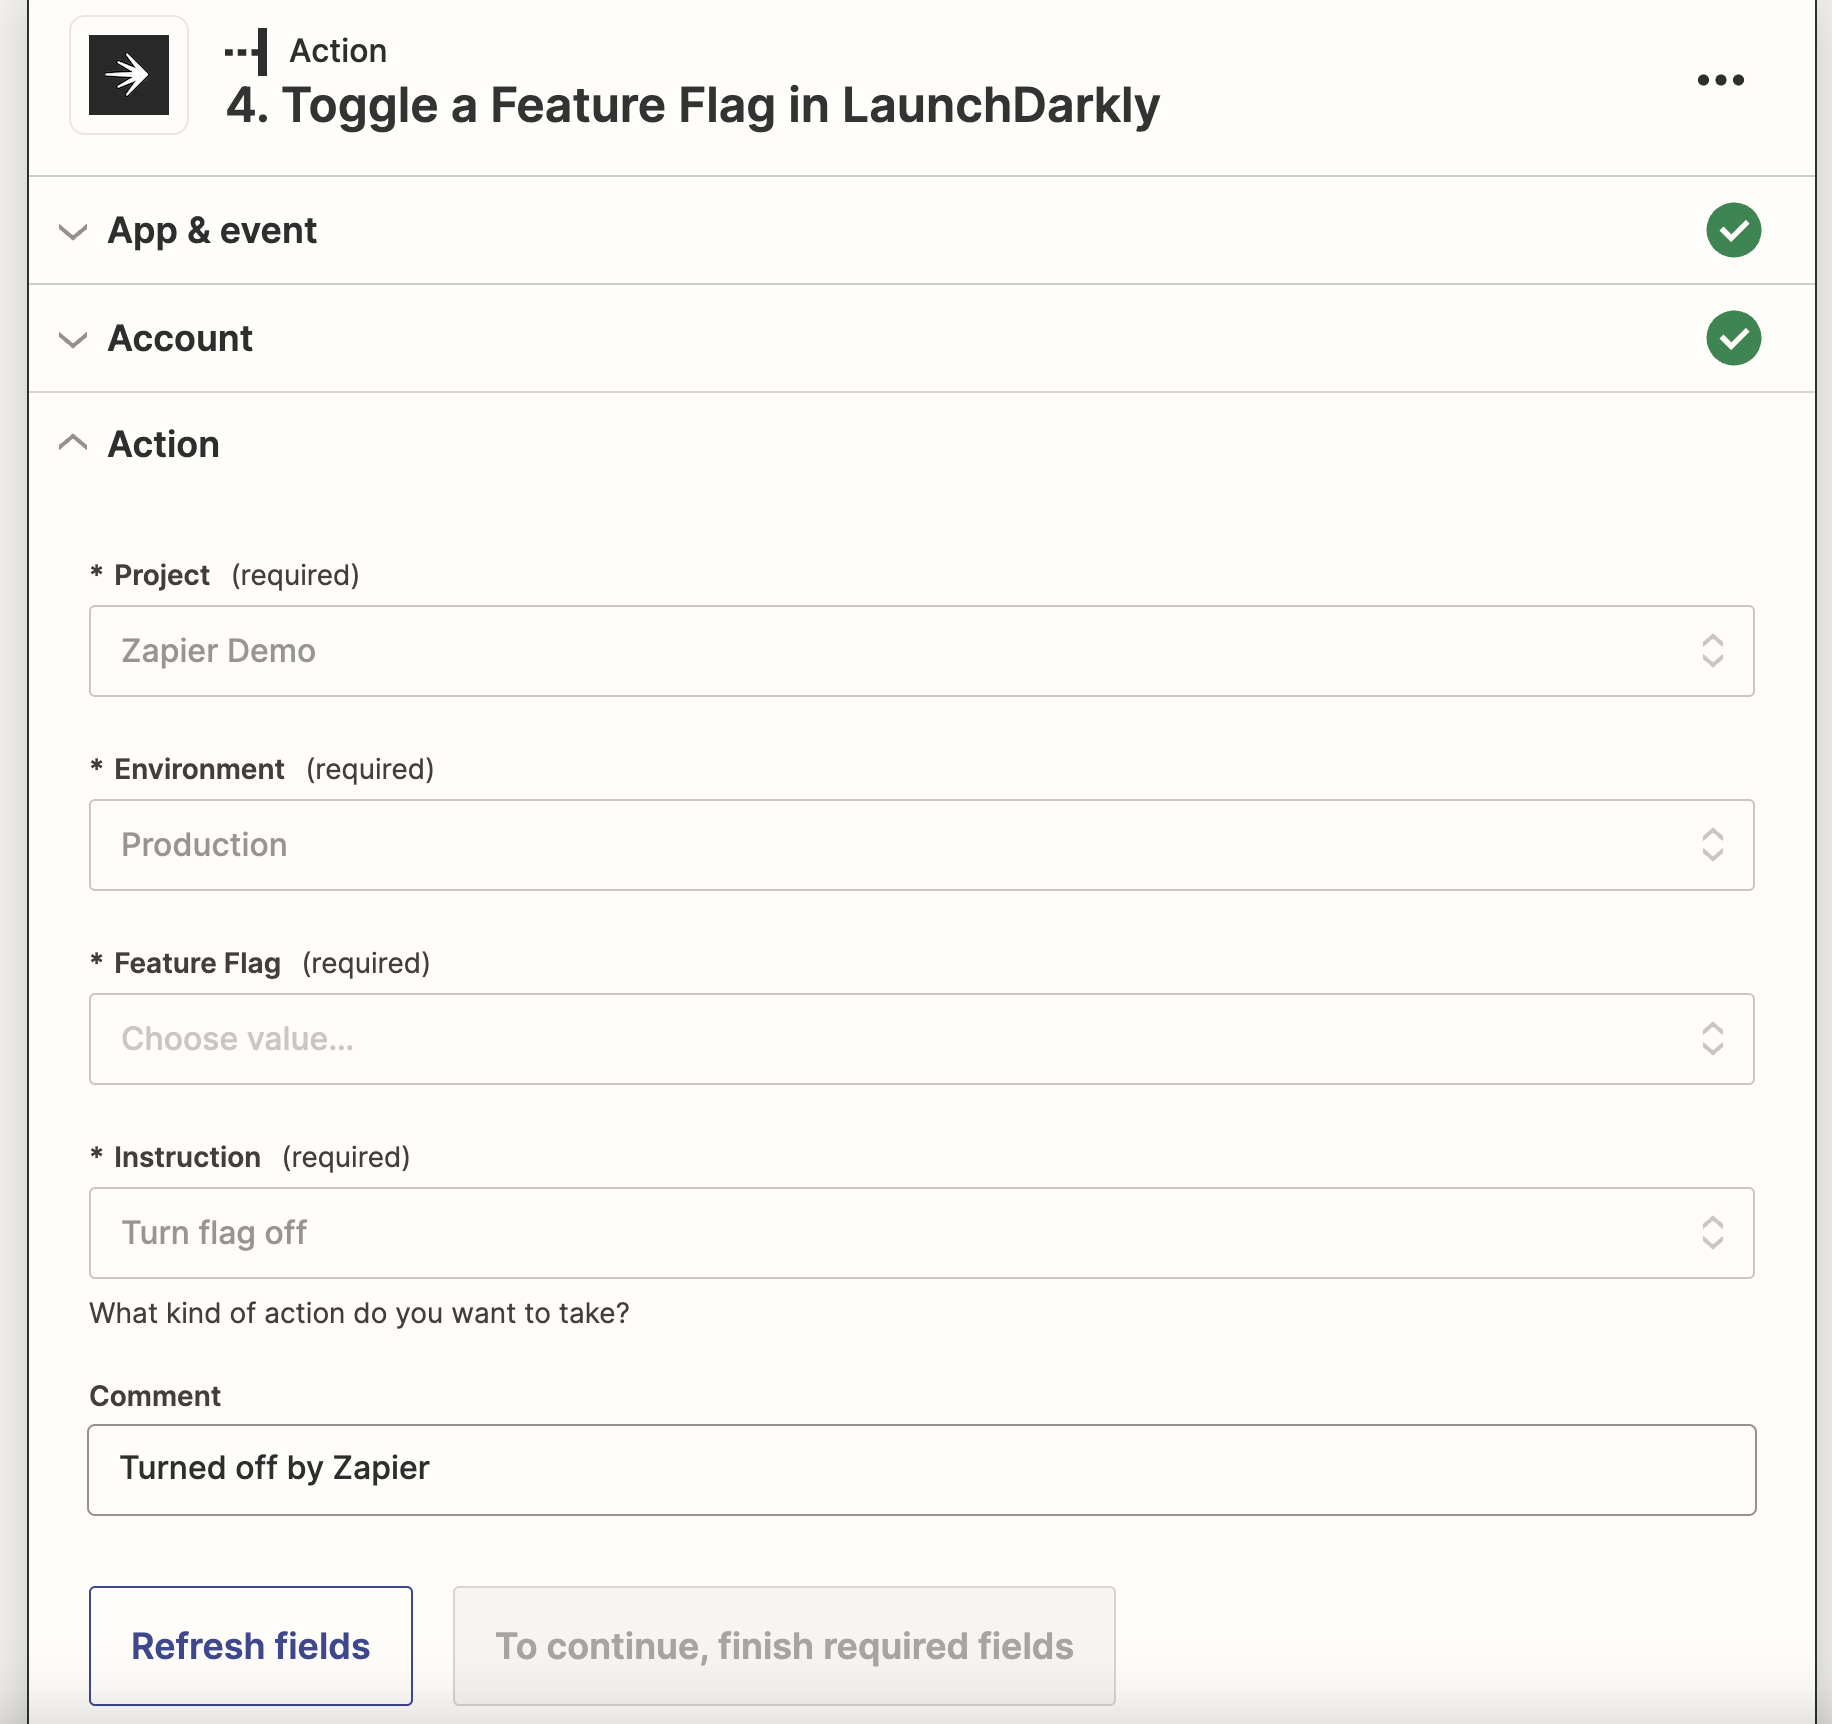 Action
4. Toggle a Feature Flag in LaunchDarkly
App & event
Account
Action
* Project (required)
Zapier Demo
* Environment (required)
Production
* Feature Flag (required)
Choose value...
* Instruction (required)
Turn flag off
What kind of action do you want to take?
Comment
Turned off by Zapier
Refresh fields
To continue, finish required fields